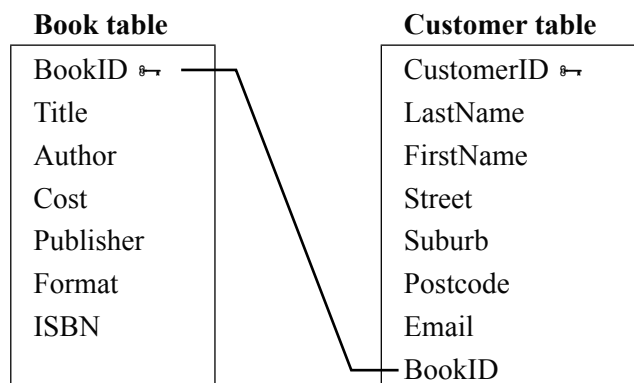 Book table
BookID
Title
Author
Cost
Publisher
Format
ISBN
Customer table
CustomerID
LastName
FirstName
Street
Suburb
Postcode
Email
BookID